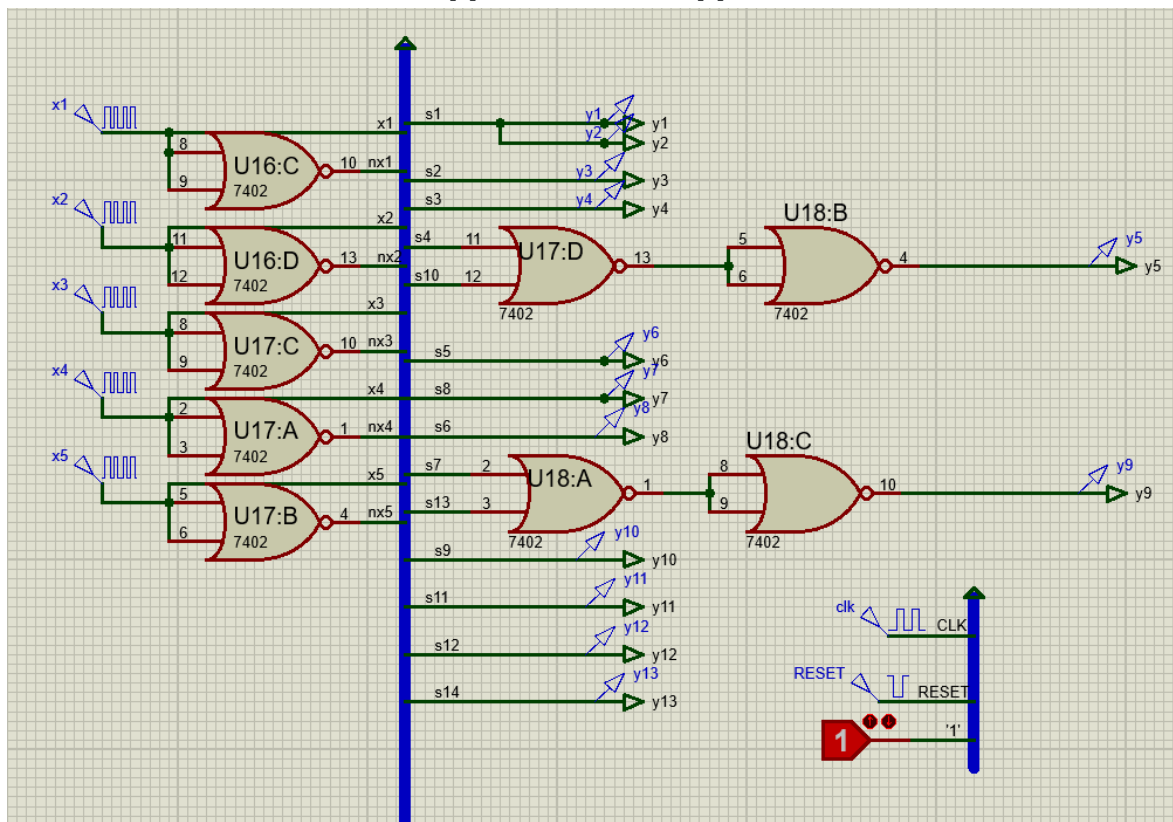 x1 x1 s1 y1 y1
8 y2 y2
U16:C 10 nx1 s2 y3 y3
9 7402
s3 y4 y4
x2 x2 U18:B
11 s4 11 U17:D 13 5 y5
U16:D 13 nx2 4 y5
12 7402 s10 12 6
7402 7402
x3 x3
8 y6
U17:C 10 nx3 s5 y6
9 7402 y7
x4 x4 s8 y7
2 y8
U17:A 1 nx4 s6 y8 U18:C
3 7402
x5 x5 s7 2 U18:A 8 y9
5 1 10 y9
U17:B 4 nx5 s13 3 9
6 7402 7402 7402
y10
s9 y10
y11
s11 y11 clk CLK
y12
s12 y12
y13 RESET RESET
s14 y13
1 '1'